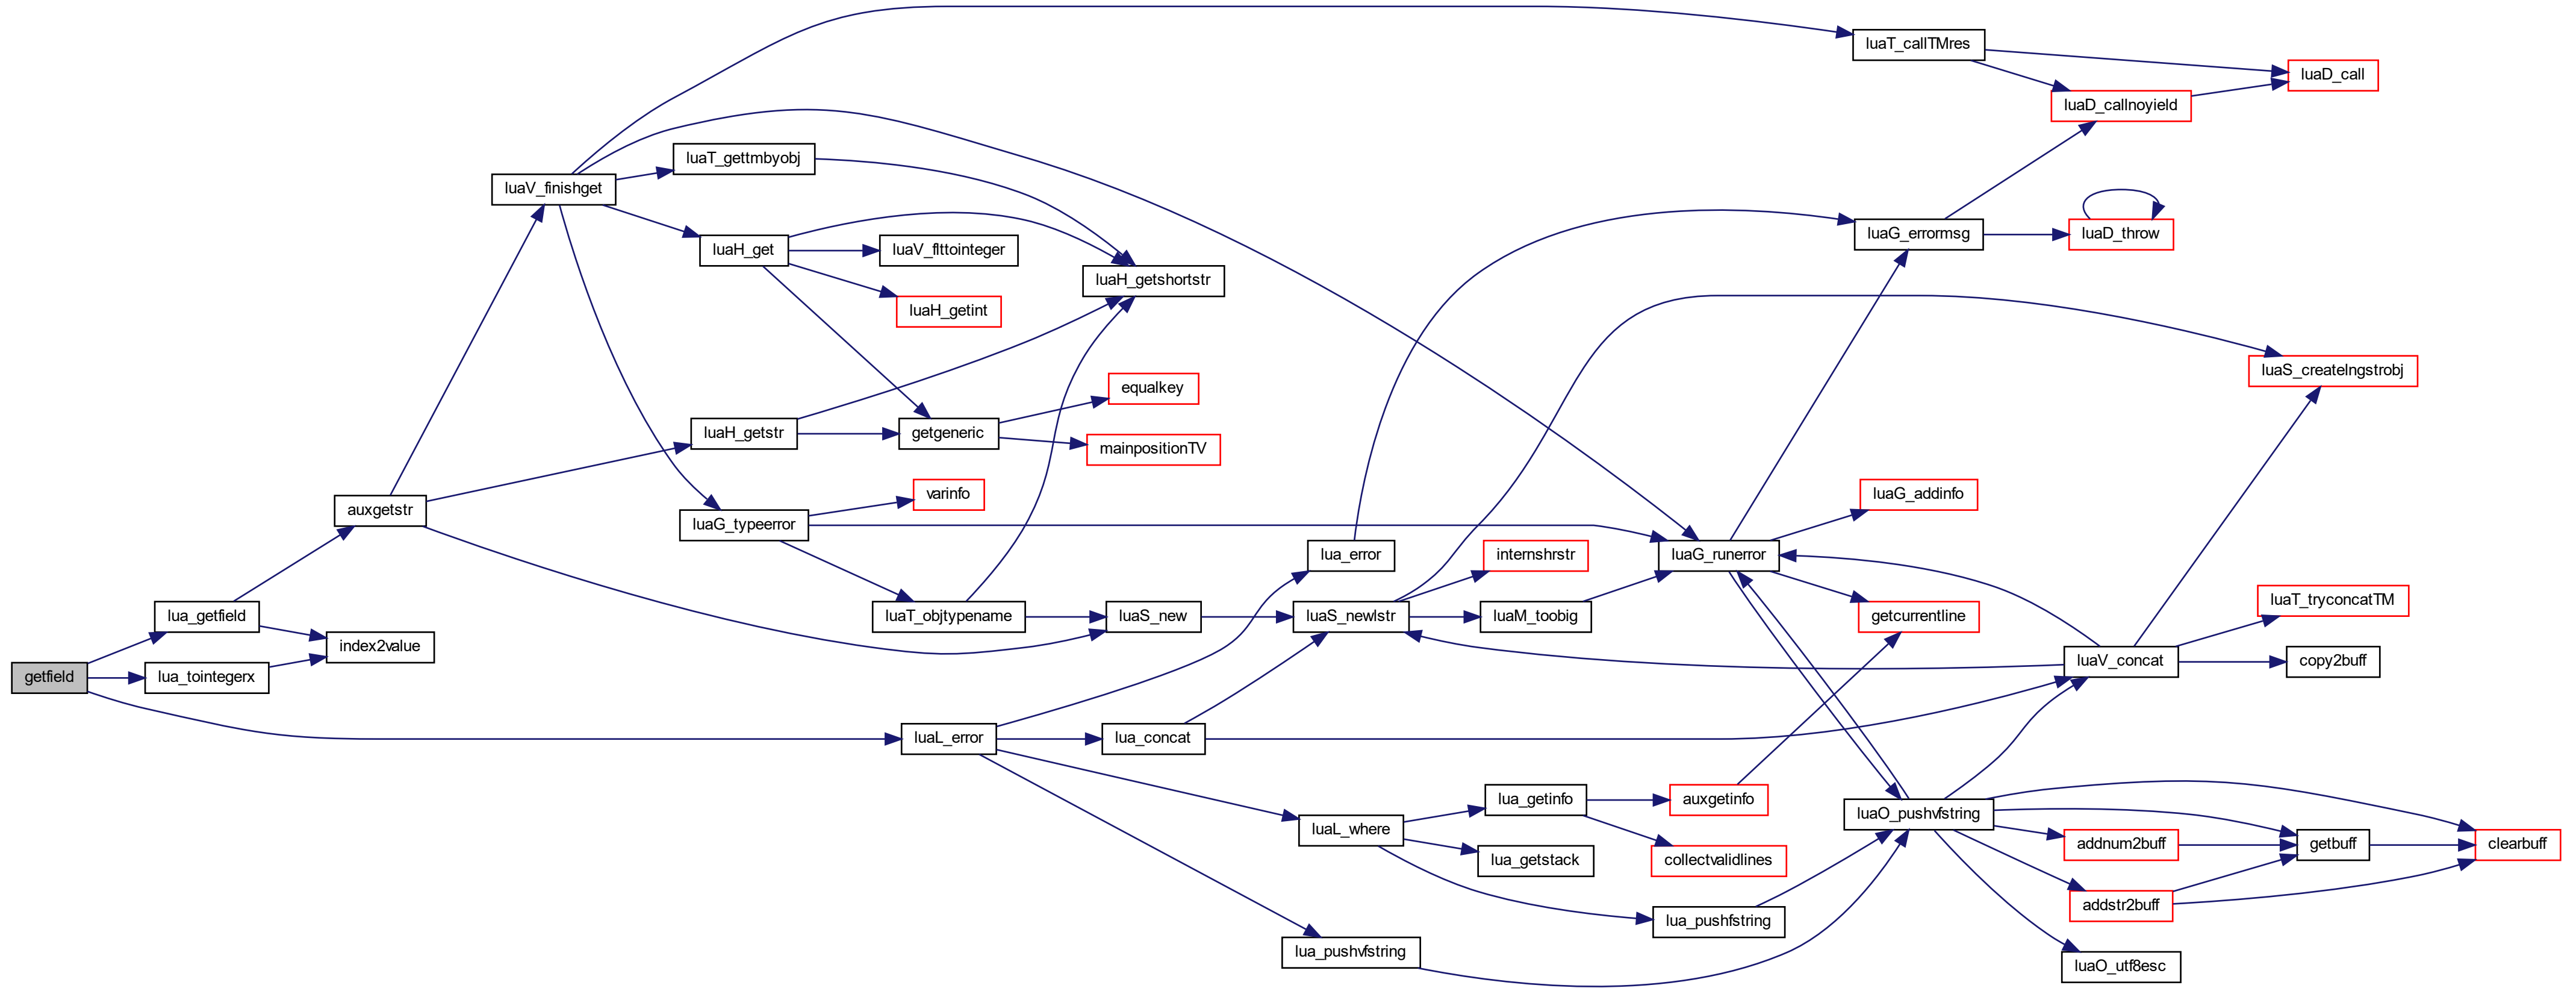 getfield
lua_getfield
lua_tointegerx
auxgetstr
index2value
luaV_finishget
luaT_gettmbyobj
luaH_get
luaH_getstr
luaG_typeerror
luaV_flttointeger
luaH_getint
getgeneric
varinfo
luaT_objtypename
luaL_error
luaH_getshortstr
equalkey
mainpositionTV
luaS_new
lua_concat
lua_error
luaS_newlstr
luaL_where
lua_pushvfstring
internshrstr
luaM_toobig
lua_getinfo
lua_getstack
auxgetinfo
collectvalidlines
lua_pushfstring
luaG_runerror
luaT_callTMres
luaG_errormsg
luaG_addinfo
getcurrentline
luaO_pushvfstring
luaD_callnoyield
luaD_throw
luaV_concat
addnum2buff
addstr2buff
luaO_utf8esc
luaD_call
luaS_createlngstrobj
luaT_tryconcatTM
copy2buff
getbuff
clearbuff